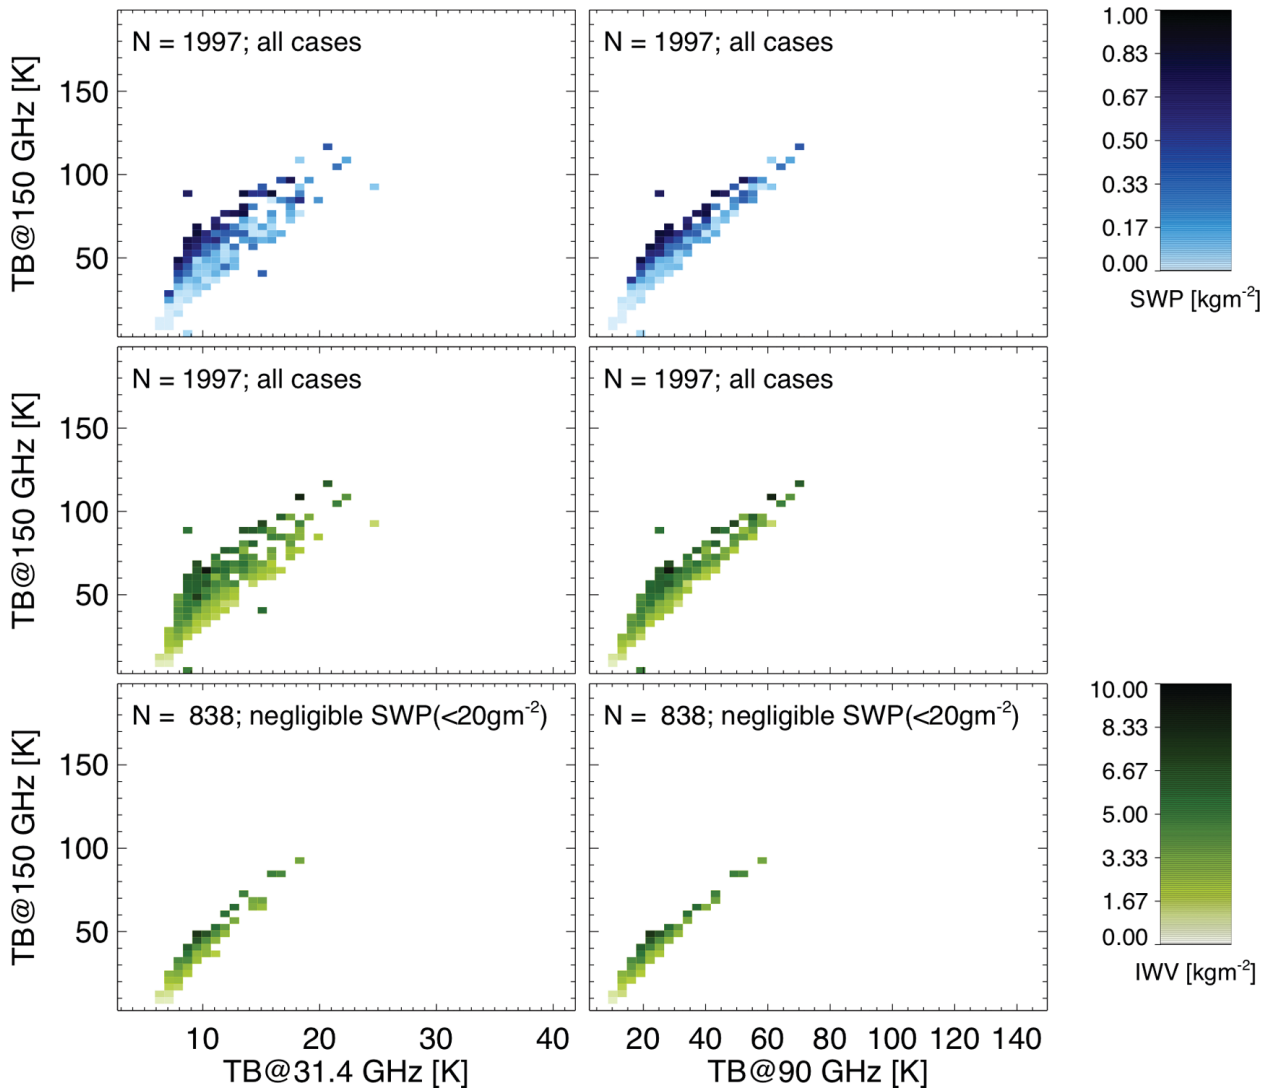 N = 1997; all cases
N = 1997; all cases
TB@150 GHz [K]
150
100
50
1.00
0.83
0.67
0.50
0.33
0.17
0.00
SWP [kgm-2]
N = 1997; all cases
N = 1997; all cases
TB@150 GHz [K]
150
100
50
N = 838; negligible SWP(<20gm-2)
N = 838; negligible SWP(<20gm-2)
TB@150 GHz [K]
150
100
50
10.00
8.33
6.67
5.00
3.33
1.67
0.00
IWV [kgm-2]
10 20 30 40
20 40 60 80 100 120 140
TB@31.4 GHz [K]
TB@90 GHz [K]